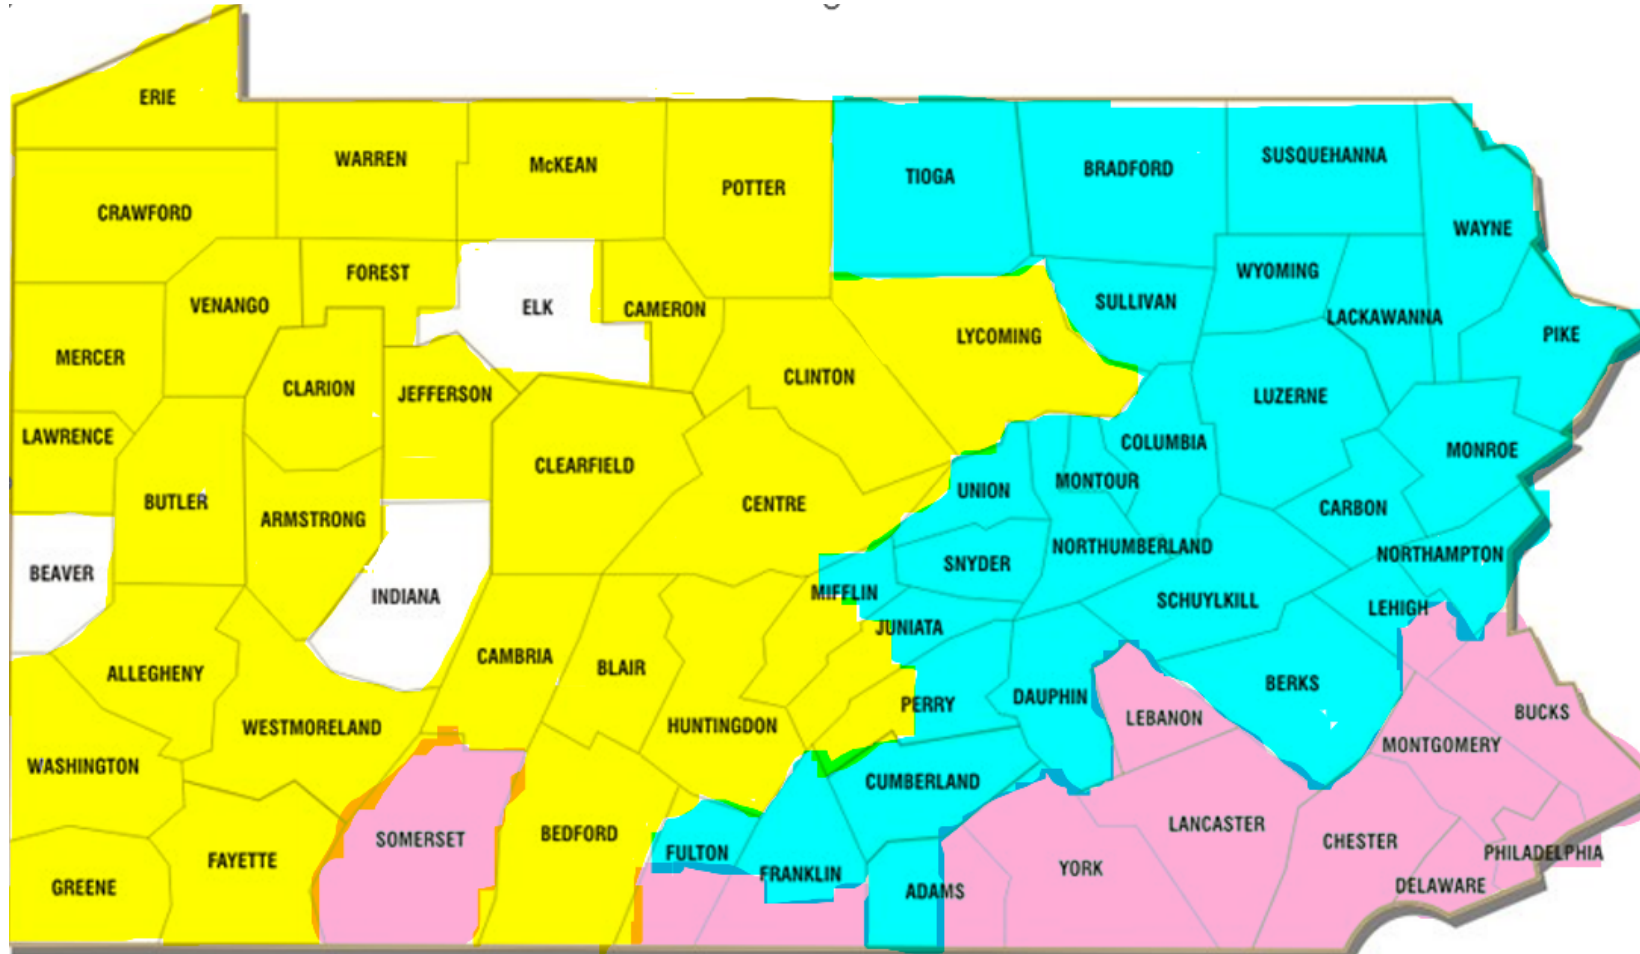 ERIE
WARREN
McKEAN
POTTER
TIOGA
BRADFORD
SUSQUEHANNA
CRAWFORD
WAYNE
FOREST
WYOMING
VENANGO
ELK
CAMERON
SULLIVAN
LACKAWANNA
LYCOMING
PIKE
MERCER
CLINTON
CLARION
JEFFERSON
LUZERNE
LAWRENCE
COLUMBIA
MONROE
CLEARFIELD
MONTOUR
UNION
BUTLER
CENTRE
CARBON
ARMSTRONG
NORTHUMBERLAND
NORTHAMPTON
SNYDER
BEAVER
MIFFLIN
INDIANA
SCHUYLKILL
LEHIGH
JUNIATA
CAMBRIA
BLAIR
ALLEGHENY
BERKS
DAUPHIN
PERRY
LEBANON
BUCKS
WESTMORELAND
HUNTINGDON
MONTGOMERY
WASHINGTON
CUMBERLAND
LANCASTER
BEDFORD
SOMERSET
CHESTER
FULTON
PHILADELPHIA
FAYETTE
YORK
FRANKLIN
GREENE
ADAMS
DELAWARE